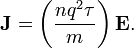 J = (nq²τ / m) E.